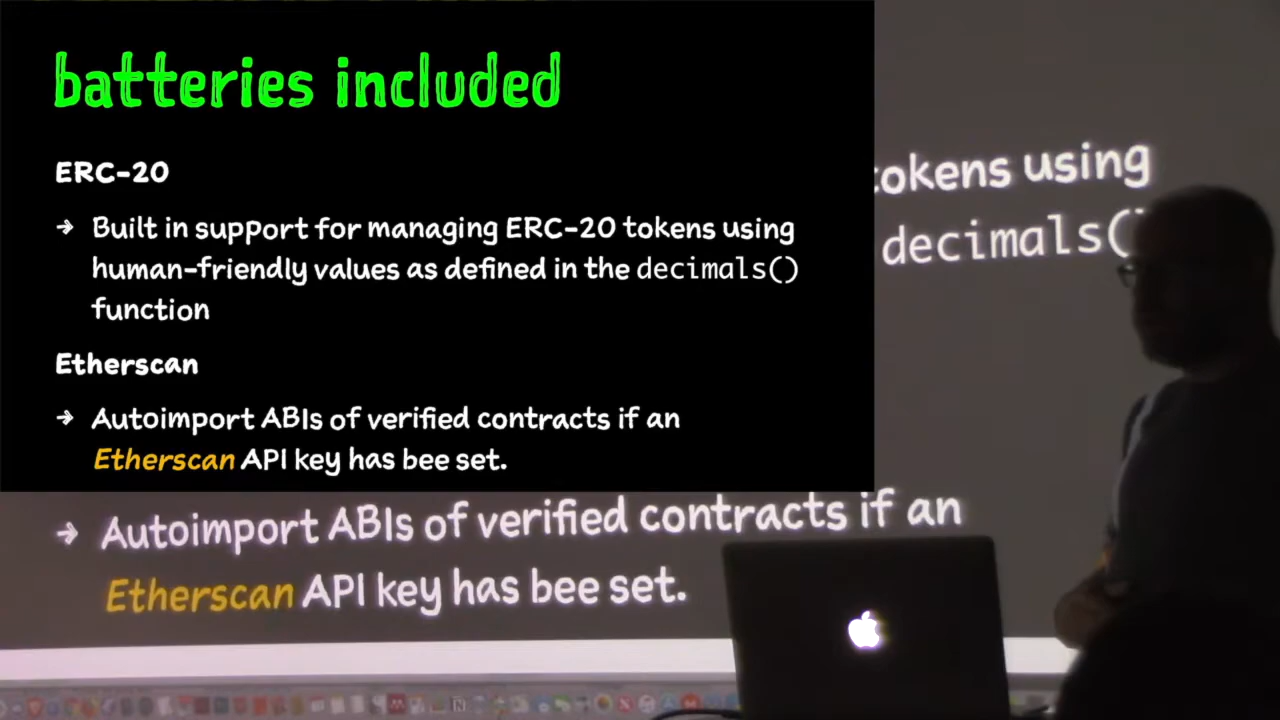 batteries included
ERC-20
→ Built in support for managing ERC-20 tokens using
human-friendly values as defined in the decimals()
function
Etherscan
→ Autoimport ABIs of verified contracts if an
Etherscan API key has bee set.
tokens using
decimals()
→ Autoimport ABIs of verified contracts if an
Etherscan API key has bee set.